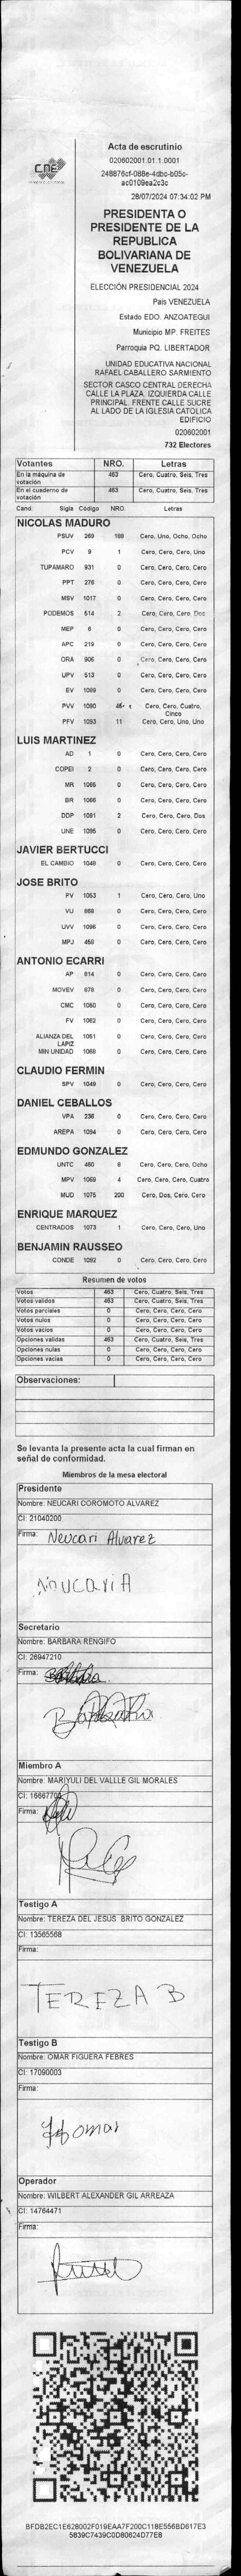 CNE
Acta de escrutinio
020602001.01.1.0001
248876cf-088e-4dbc-b05c-
ac0109ea2c3c
28/07/2024 07:34:02 PM
PRESIDENTA O
PRESIDENTE DE LA
REPUBLICA
BOLIVARIANA DE
VENEZUELA
ELECCIÓN PRESIDENCIAL 2024
País VENEZUELA
Estado EDO. ANZOATEGUI
Municipio MP. FREITES
Parroquia PQ. LIBERTADOR
UNIDAD EDUCATIVA NACIONAL
RAFAEL CABALLERO SARMIENTO
SECTOR CASCO CENTRAL DERECHA
CALLE LA PLAZA. IZQUIERDA CALLE
PRINCIPAL. FRENTE CALLE SUCRE
AL LADO DE LA IGLESIA CATOLICA
EDIFICIO
020602001
732 Electores
Votantes NRO. Letras
En la máquina de votación 463 Cero, Cuatro, Seis, Tres
En el cuaderno de votación 463 Cero, Cuatro, Seis, Tres
Cand Sigla Código NRO. Letras
NICOLAS MADURO
PSUV 269 188 Cero, Uno, Ocho, Ocho
PCV 9 1 Cero, Cero, Cero, Uno
TUPAMARO 931 0 Cero, Cero, Cero, Cero
PPT 276 0 Cero, Cero, Cero, Cero
MSV 1017 0 Cero, Cero, Cero, Cero
PODEMOS 514 2 Cero, Cero, Cero, Dos
MEP 6 0 Cero, Cero, Cero, Cero
APC 219 0 Cero, Cero, Cero, Cero
ORA 906 0 Cero, Cero, Cero, Cero
UPV 513 0 Cero, Cero, Cero, Cero
EV 1089 0 Cero, Cero, Cero, Cero
PVV 1090 45 Cero, Cero, Cuatro, Cinco
PFV 1093 11 Cero, Cero, Uno, Uno
LUIS MARTINEZ
AD 1 0 Cero, Cero, Cero, Cero
COPEI 2 0 Cero, Cero, Cero, Cero
MR 1065 0 Cero, Cero, Cero, Cero
BR 1066 0 Cero, Cero, Cero, Cero
DDP 1081 2 Cero, Cero, Cero, Dos
UNE 1095 0 Cero, Cero, Cero, Cero
JAVIER BERTUCCI
EL CAMBIO 1048 0 Cero, Cero, Cero, Cero
JOSE BRITO
PV 1053 1 Cero, Cero, Cero, Uno
VU 868 0 Cero, Cero, Cero, Cero
UVV 1096 0 Cero, Cero, Cero, Cero
MPJ 458 0 Cero, Cero, Cero, Cero
ANTONIO ECARRI
AP 814 0 Cero, Cero, Cero, Cero
MOVEV 878 0 Cero, Cero, Cero, Cero
CMC 1050 0 Cero, Cero, Cero, Cero
FV 1062 0 Cero, Cero, Cero, Cero
ALIANZA DEL LAPIZ 1051 0 Cero, Cero, Cero, Cero
MIN UNIDAD 1068 0 Cero, Cero, Cero, Cero
CLAUDIO FERMIN
SPV 1049 0 Cero, Cero, Cero, Cero
DANIEL CEBALLOS
VPA 236 0 Cero, Cero, Cero, Cero
AREPA 1094 0 Cero, Cero, Cero, Cero
EDMUNDO GONZALEZ
UNTC 460 8 Cero, Cero, Cero, Ocho
MPV 1069 4 Cero, Cero, Cero, Cuatro
MUD 1075 200 Cero, Dos, Cero, Cero
ENRIQUE MARQUEZ
CENTRADOS 1073 1 Cero, Cero, Cero, Uno
BENJAMIN RAUSSEO
CONDE 1092 0 Cero, Cero, Cero, Cero
Resumen de votos
Votos 463 Cero, Cuatro, Seis, Tres
Votos validos 463 Cero, Cuatro, Seis, Tres
Votos parciales 0 Cero, Cero, Cero, Cero
Votos nulos 0 Cero, Cero, Cero, Cero
Votos vacios 0 Cero, Cero, Cero, Cero
Opciones validas 463 Cero, Cuatro, Seis, Tres
Opciones nulas 0 Cero, Cero, Cero, Cero
Opciones vacias 0 Cero, Cero, Cero, Cero
Observaciones:
Se levanta la presente acta la cual firman en
señal de conformidad.
Miembros de la mesa electoral
Presidente
Nombre: NEUCARI COROMOTO ALVAREZ
CI: 21040200
Firma: Neucari Alvarez
Neucari A
Secretario
Nombre: BARBARA RENGIFO
CI: 26947210
Firma: Barbara
Miembro A
Nombre: MARIYULI DEL VALLLE GIL MORALES
CI: 16667703
Firma:
Testigo A
Nombre: TEREZA DEL JESUS BRITO GONZALEZ
CI: 13565568
Firma:
TEREZA B
Testigo B
Nombre: OMAR FIGUERA FEBRES
CI: 17090003
Firma:
omar
Operador
Nombre: WILBERT ALEXANDER GIL ARREAZA
CI: 14764471
Firma:
BFDB2EC1E628002F019EAA7F200C118E556BD617E3
5839C7439C0D80624D77E8